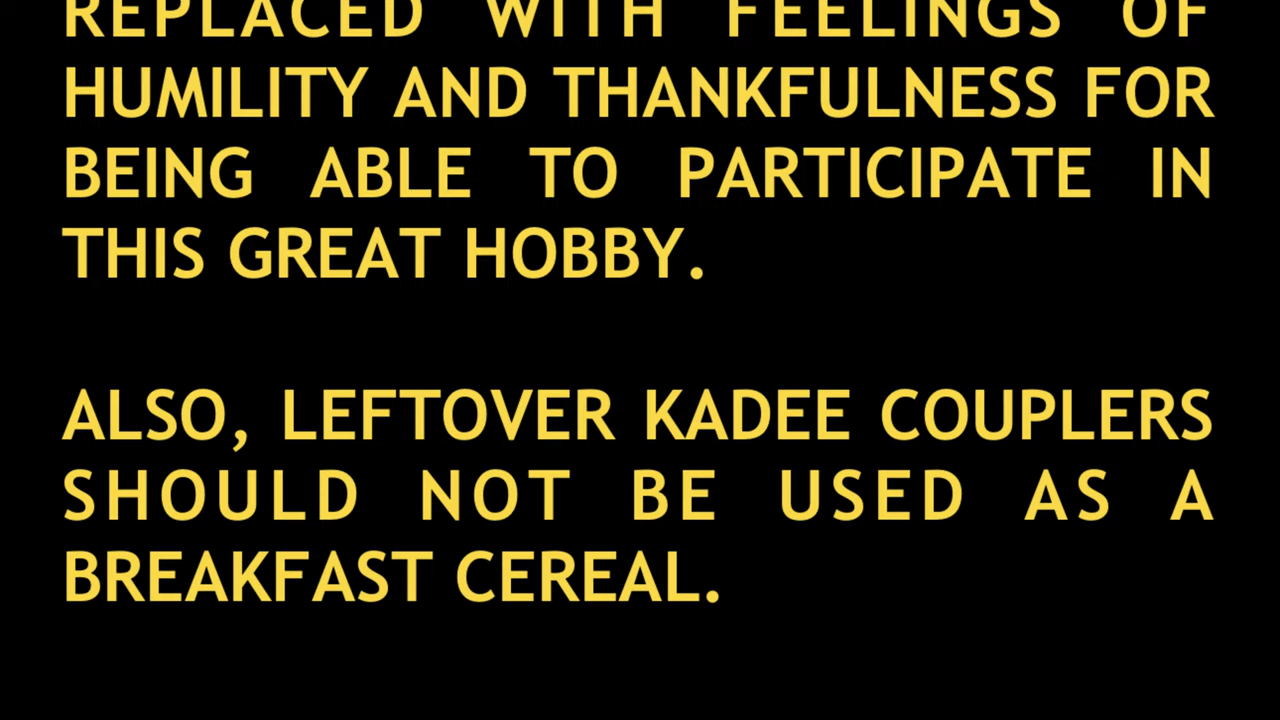 REPLACED WITH FEELINGS OF
HUMILITY AND THANKFULNESS FOR
BEING ABLE TO PARTICIPATE IN
THIS GREAT HOBBY.
ALSO, LEFTOVER KADEE COUPLERS
SHOULD NOT BE USED AS A
BREAKFAST CEREAL.